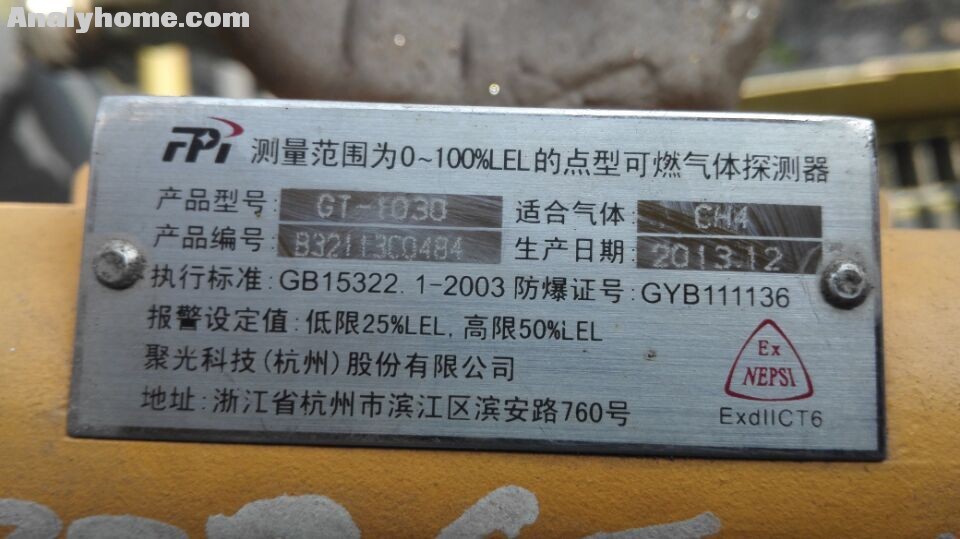 Analyhome.com
FPI 测量范围为0~100%LEL的点型可燃气体探测器
产品型号: GT-1030 适合气体: CH4
产品编号: B32113C0484 生产日期: 2013.12
执行标准: GB15322.1-2003 防爆证号: GYB111136
报警设定值: 低限25%LEL, 高限50%LEL
聚光科技(杭州)股份有限公司
地址: 浙江省杭州市滨江区滨安路760号
Ex
NEPSI
ExdIICT6